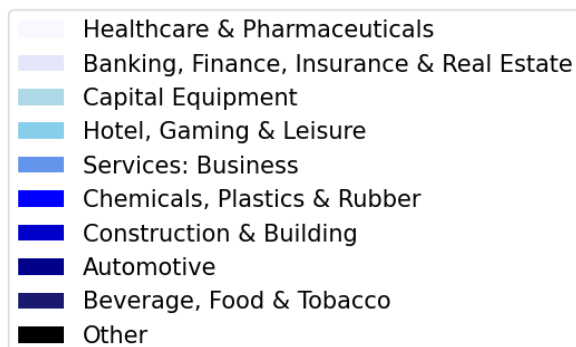 Healthcare & Pharmaceuticals
Banking, Finance, Insurance & Real Estate
Capital Equipment
Hotel, Gaming & Leisure
Services: Business
Chemicals, Plastics & Rubber
Construction & Building
Automotive
Beverage, Food & Tobacco
Other